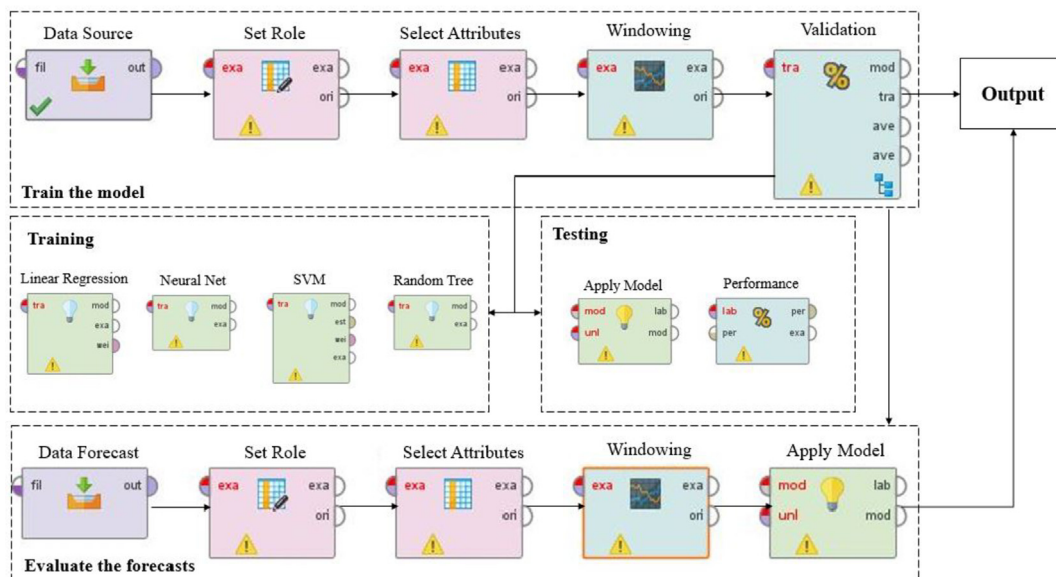 Data Source
Set Role
Select Attributes
Windowing
Validation
fil out
exa exa
ori
exa exa
ori
exa exa
ori
tra mod
tra
ave
ave
Output
Train the model
Training
Linear Regression
Neural Net
SVM
Random Tree
tra mod
exa
wei
tra mod
exa
tra mod
est
wei
exa
tra mod
exa
Testing
Apply Model
Performance
mod lab
unl mod
lab per
per exa
Data Forecast
Set Role
Select Attributes
Windowing
Apply Model
fil out
exa exa
ori
exa exa
ori
exa exa
ori
mod lab
unl mod
Evaluate the forecasts